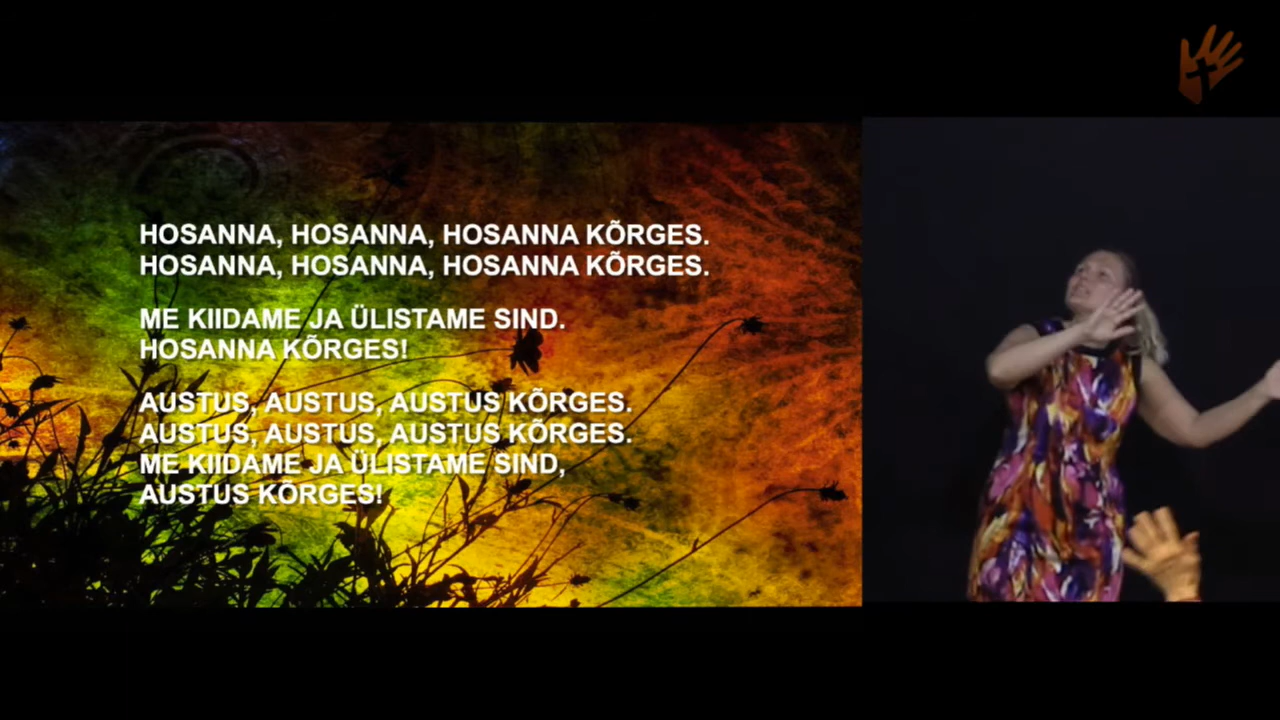 HOSANNA, HOSANNA, HOSANNA KÕRGES.
HOSANNA, HOSANNA, HOSANNA KÕRGES.
ME KIIDAME JA ÜLISTAME SIND.
HOSANNA KÕRGES!
AUSTUS, AUSTUS, AUSTUS KÕRGES.
AUSTUS, AUSTUS, AUSTUS KÕRGES.
ME KIIDAME JA ÜLISTAME SIND,
AUSTUS KÕRGES!